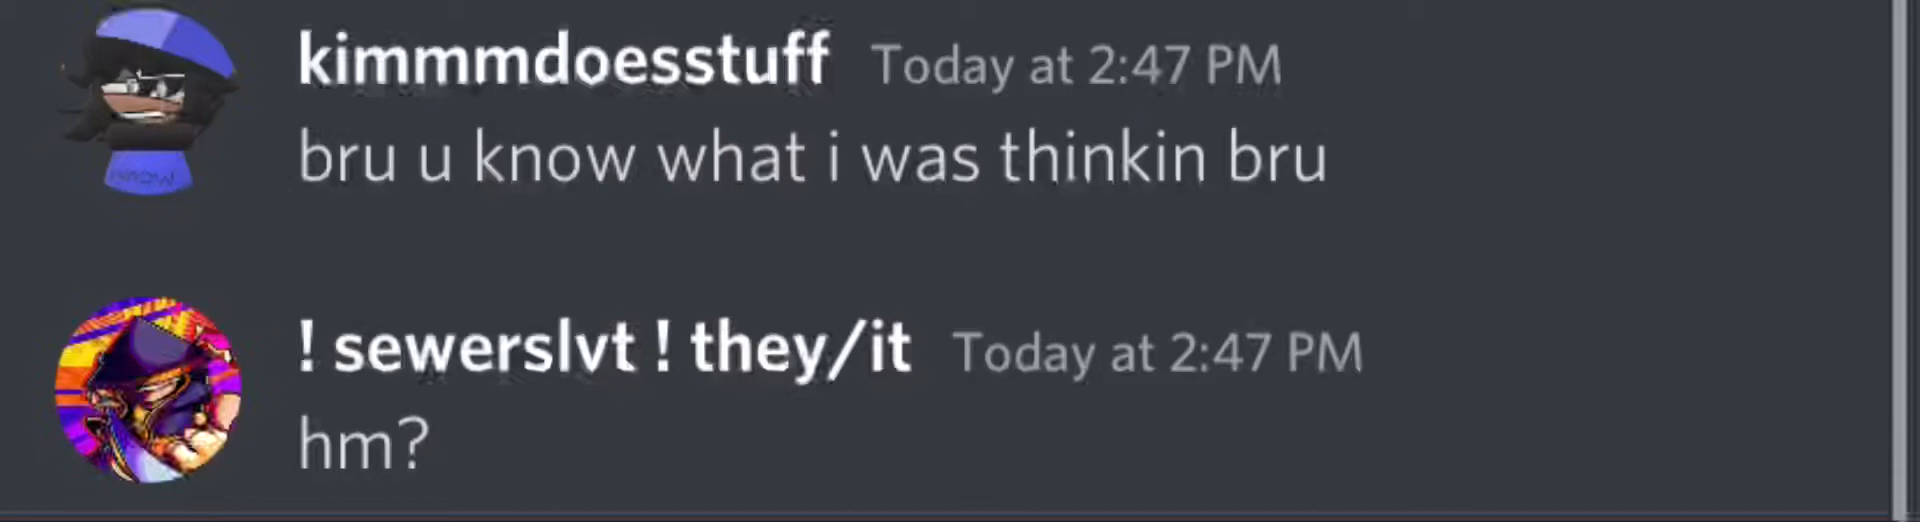 kimmmdoesstuff Today at 2:47 PM
bru u know what i was thinkin bru
! sewerslvt ! they/it Today at 2:47 PM
hm?